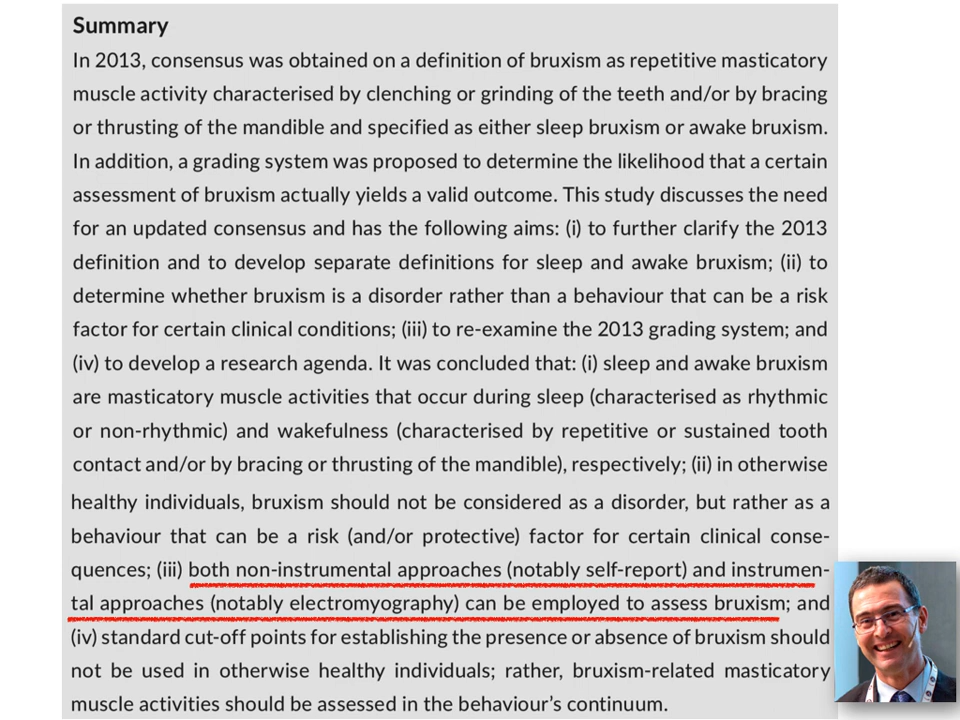 Summary
In 2013, consensus was obtained on a definition of bruxism as repetitive masticatory
muscle activity characterised by clenching or grinding of the teeth and/or by bracing
or thrusting of the mandible and specified as either sleep bruxism or awake bruxism.
In addition, a grading system was proposed to determine the likelihood that a certain
assessment of bruxism actually yields a valid outcome. This study discusses the need
for an updated consensus and has the following aims: (i) to further clarify the 2013
definition and to develop separate definitions for sleep and awake bruxism; (ii) to
determine whether bruxism is a disorder rather than a behaviour that can be a risk
factor for certain clinical conditions; (iii) to re-examine the 2013 grading system; and
(iv) to develop a research agenda. It was concluded that: (i) sleep and awake bruxism
are masticatory muscle activities that occur during sleep (characterised as rhythmic
or non-rhythmic) and wakefulness (characterised by repetitive or sustained tooth
contact and/or by bracing or thrusting of the mandible), respectively; (ii) in otherwise
healthy individuals, bruxism should not be considered as a disorder, but rather as a
behaviour that can be a risk (and/or protective) factor for certain clinical conse-
quences; (iii) both non-instrumental approaches (notably self-report) and instrumen-
tal approaches (notably electromyography) can be employed to assess bruxism; and
(iv) standard cut-off points for establishing the presence or absence of bruxism should
not be used in otherwise healthy individuals; rather, bruxism-related masticatory
muscle activities should be assessed in the behaviour's continuum.